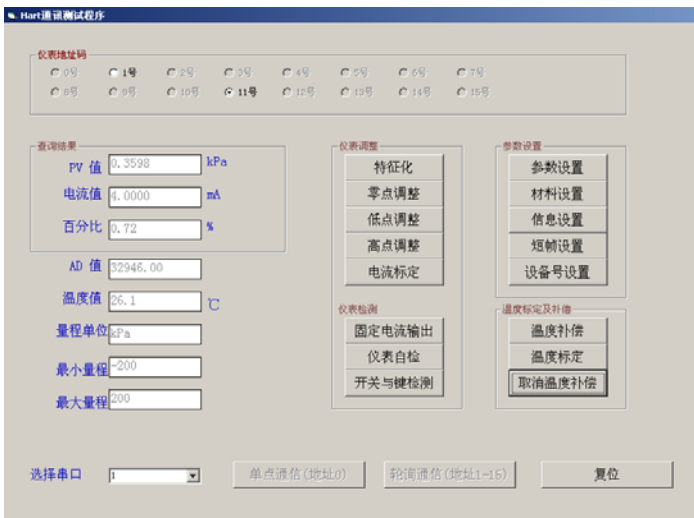 Hart通讯测试程序
仪表地址码
0号 1号 2号 3号 4号 5号 6号 7号
8号 9号 10号 11号 12号 13号 14号 15号
查询结果
PV 值 0.3598 kPa
电流值 4.0000 mA
百分比 0.72 %
AD 值 32946.00
温度值 26.1 ℃
量程单位 kPa
最小量程 -200
最大量程 200
仪表调整
特征化
零点调整
低点调整
高点调整
电流标定
仪表检测
固定电流输出
仪表自检
开关与键检测
参数设置
参数设置
材料设置
信息设置
短帧设置
设备号设置
温度标定及补偿
温度补偿
温度标定
取油温度补偿
选择串口 1 单点通信(地址0) 轮询通信(地址1-15) 复位